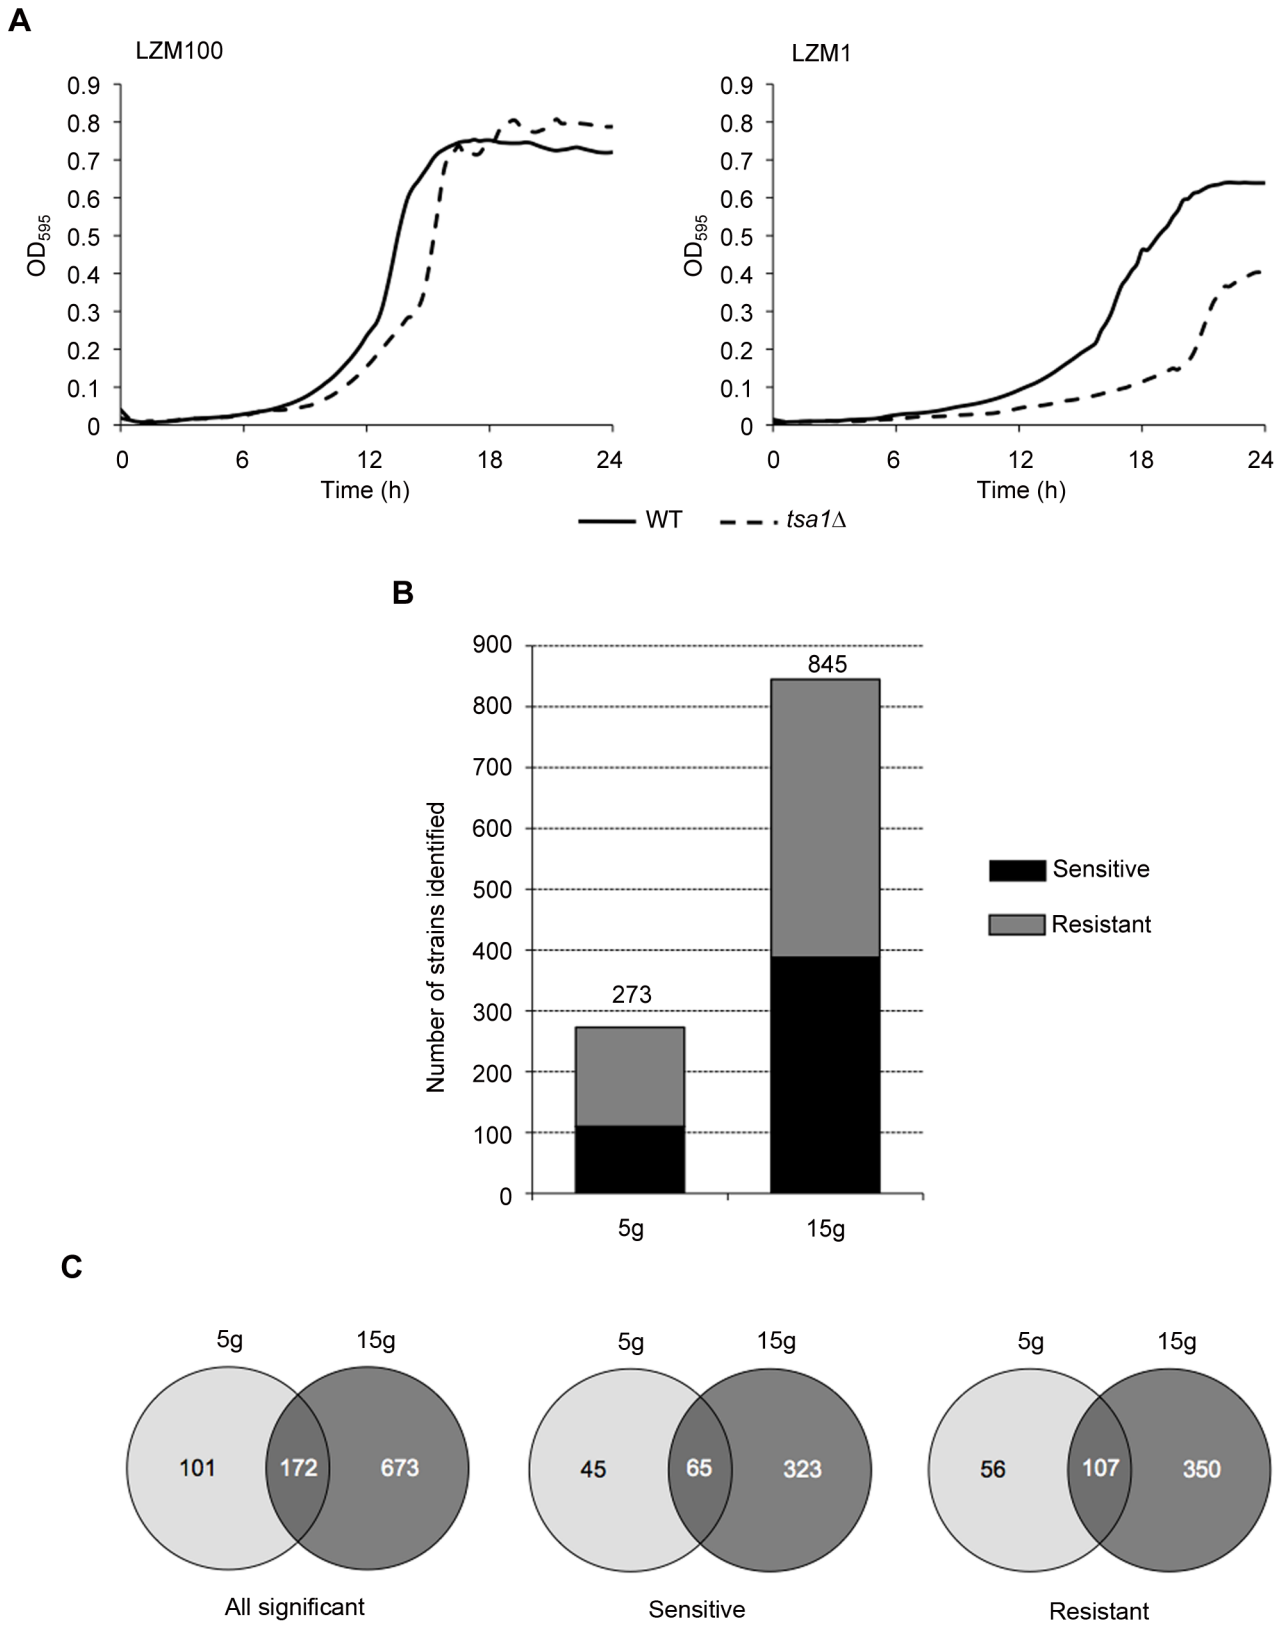 A
LZM100
LZM1
0.9
0.8
0.7
0.6
0.5
0.4
0.3
0.2
0.1
0
OD595
0 6 12 18 24
Time (h)
0.9
0.8
0.7
0.6
0.5
0.4
0.3
0.2
0.1
0
OD595
0 6 12 18 24
Time (h)
WT tsa1Δ
B
900
800
700
600
500
400
300
200
100
0
Number of strains identified
845
273
5g 15g
Sensitive
Resistant
C
5g 15g
101 172 673
All significant
5g 15g
45 65 323
Sensitive
5g 15g
56 107 350
Resistant